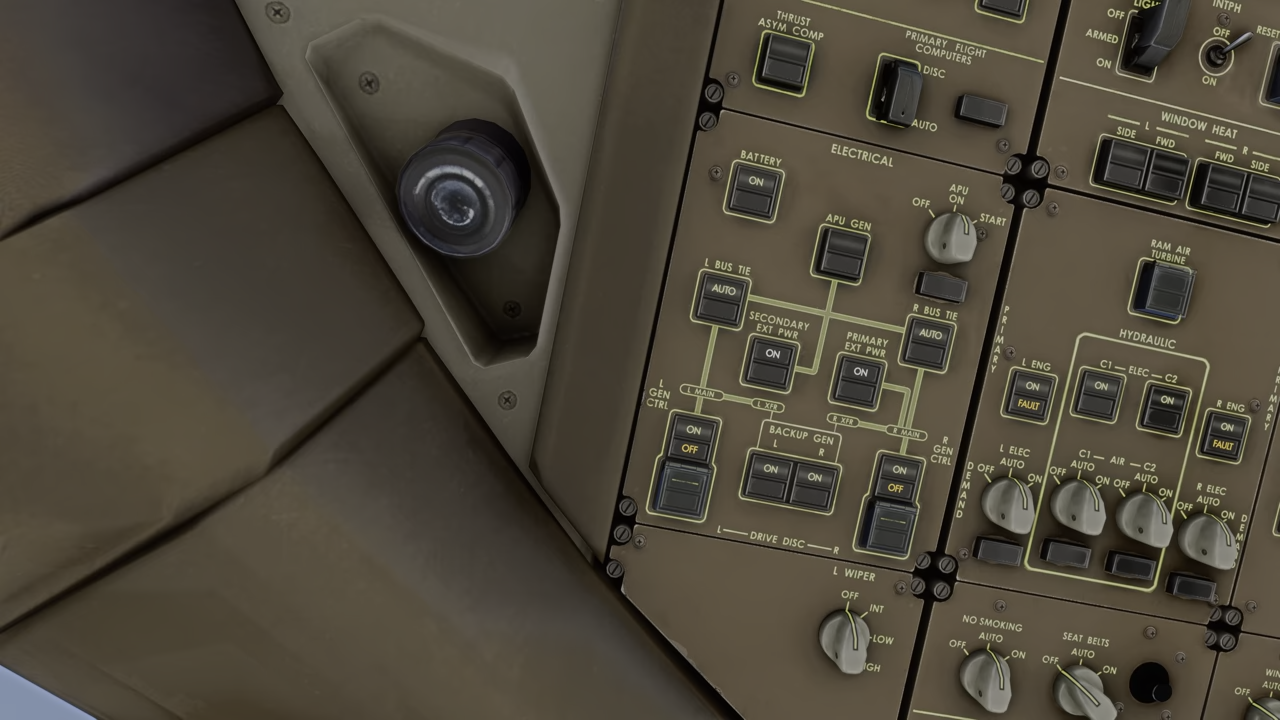 THRUST
ASYM COMP
PRIMARY FLIGHT
COMPUTERS
DISC
AUTO
LIGHT
OFF
ARMED
ON
INTPH
OFF
ON
RESET
WINDOW HEAT
L
R
SIDE
FWD
FWD
SIDE
ELECTRICAL
BATTERY
ON
APU GEN
APU
OFF
ON
START
L BUS TIE
AUTO
R BUS TIE
AUTO
SECONDARY
EXT PWR
ON
PRIMARY
EXT PWR
ON
L MAIN
L XFR
R XFR
R MAIN
L
GEN
CTRL
ON
OFF
BACKUP GEN
L
R
ON
ON
R
GEN
CTRL
ON
OFF
L
DRIVE DISC
R
RAM AIR
TURBINE
HYDRAULIC
PRIMARY
L ENG
ON
FAULT
C1
ELEC
C2
ON
ON
R ENG
ON
FAULT
PRIMARY
DEMAND
L ELEC
OFF
AUTO
ON
C1
AIR
C2
OFF
AUTO
ON
OFF
AUTO
ON
R ELEC
OFF
AUTO
ON
DEMAND
L WIPER
OFF
INT
LOW
NO SMOKING
OFF
AUTO
ON
SEAT BELTS
OFF
AUTO
ON
OFF